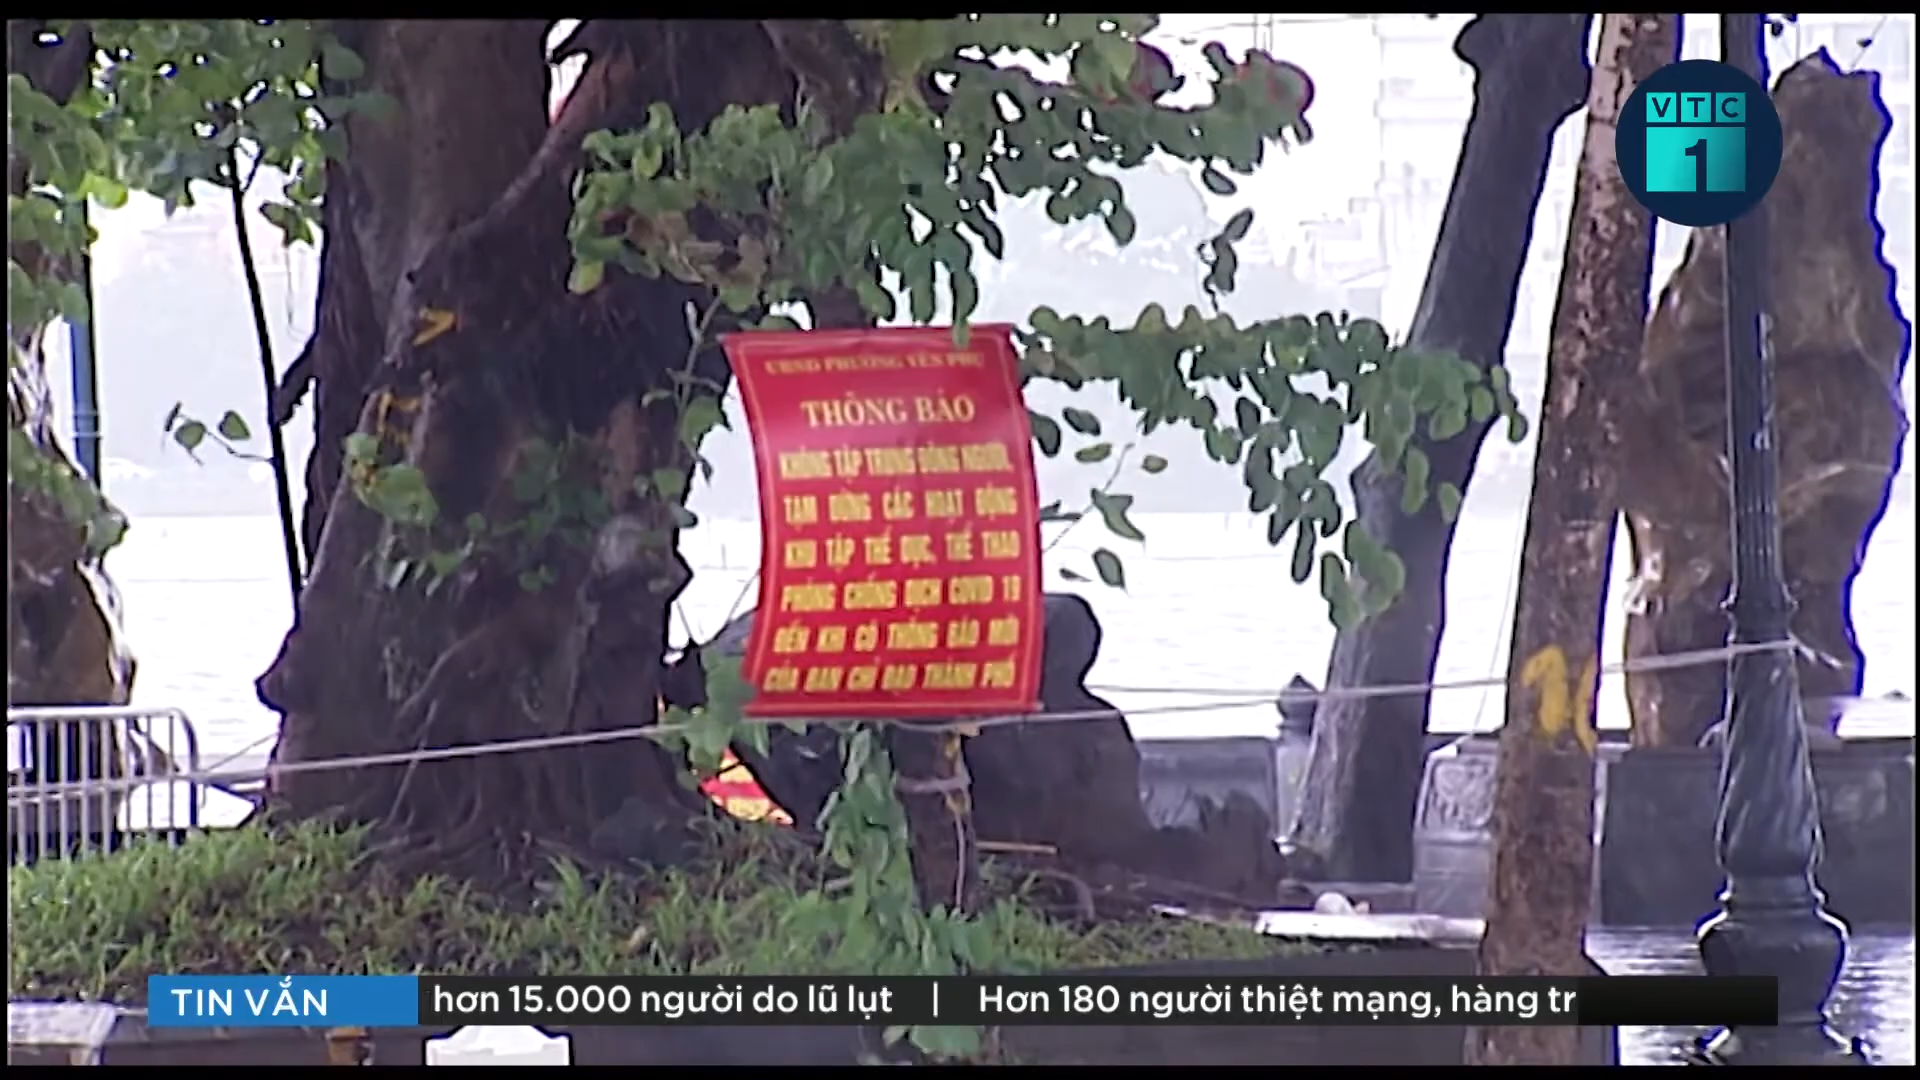 VTC
1
UBND PHƯỜNG YÊN PHỤ
THÔNG BÁO
KHÔNG TẬP TRUNG ĐÔNG NGƯỜI,
TẠM DỪNG CÁC HOẠT ĐỘNG
KHU TẬP THỂ DỤC, THỂ THAO
PHÒNG CHỐNG DỊCH COVID 19
ĐẾN KHI CÓ THÔNG BÁO MỚI
CỦA BAN CHỈ ĐẠO THÀNH PHỐ
TIN VẮN hơn 15.000 người do lũ lụt | Hơn 180 người thiệt mạng, hàng tr